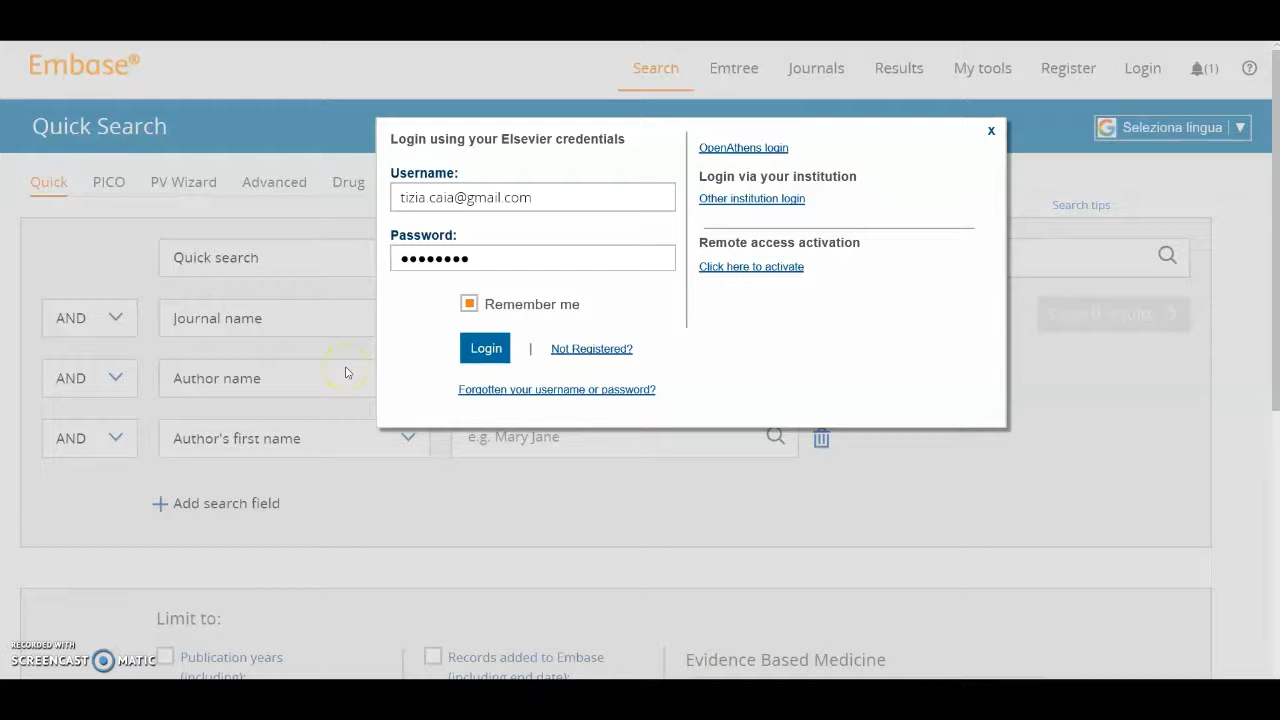 Embase®
Search Emtree Journals Results My tools Register Login (1)
Quick Search
Seleziona lingua
Quick PICO PV Wizard Advanced Drug
Search tips
Login using your Elsevier credentials
x
Username:
tizia.caia@gmail.com
Password:
Remember me
Login | Not Registered?
Forgotten your username or password?
OpenAthens login
Login via your institution
Other institution login
Remote access activation
Click here to activate
Quick search
AND Journal name
AND Author name
AND Author's first name e.g. Mary Jane
+ Add search field
Limit to:
Publication years
(including):
Records added to Embase
(including end date):
Evidence Based Medicine
RECORDED WITH
SCREENCAST MATIC